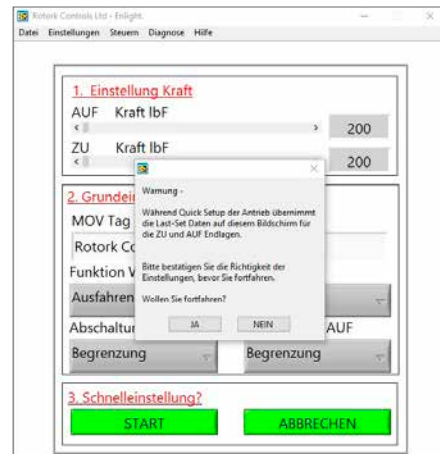 Rotork Controls Ltd - Enlight.
Datei Einstellungen Steuern Diagnose Hilfe
1. Einstellung Kraft
AUF Kraft lbF
200
ZU Kraft lbF
200
2. Grundei
MOV Tag
Rotork Co
Funktion
Ausfahren
Abschaltu
AUF
Begrenzung
Begrenzung
Warnung -
Während Quick Setup der Antrieb übernimmt
die Last-Set Daten auf diesem Bildschirm für
die ZU und AUF Endlagen.
Bitte bestätigen Sie die Richtigkeit der
Einstellungen, bevor Sie fortfahren.
Wollen Sie fortfahren?
JA NEIN
3. Schnelleinstellung?
START ABBRECHEN